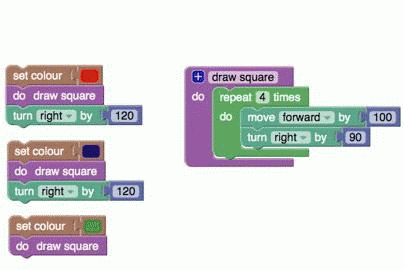 set colour
do draw square
turn right by 120
set colour
do draw square
turn right by 120
set colour
do draw square
draw square
do repeat 4 times
do move forward by 100
turn right by 90